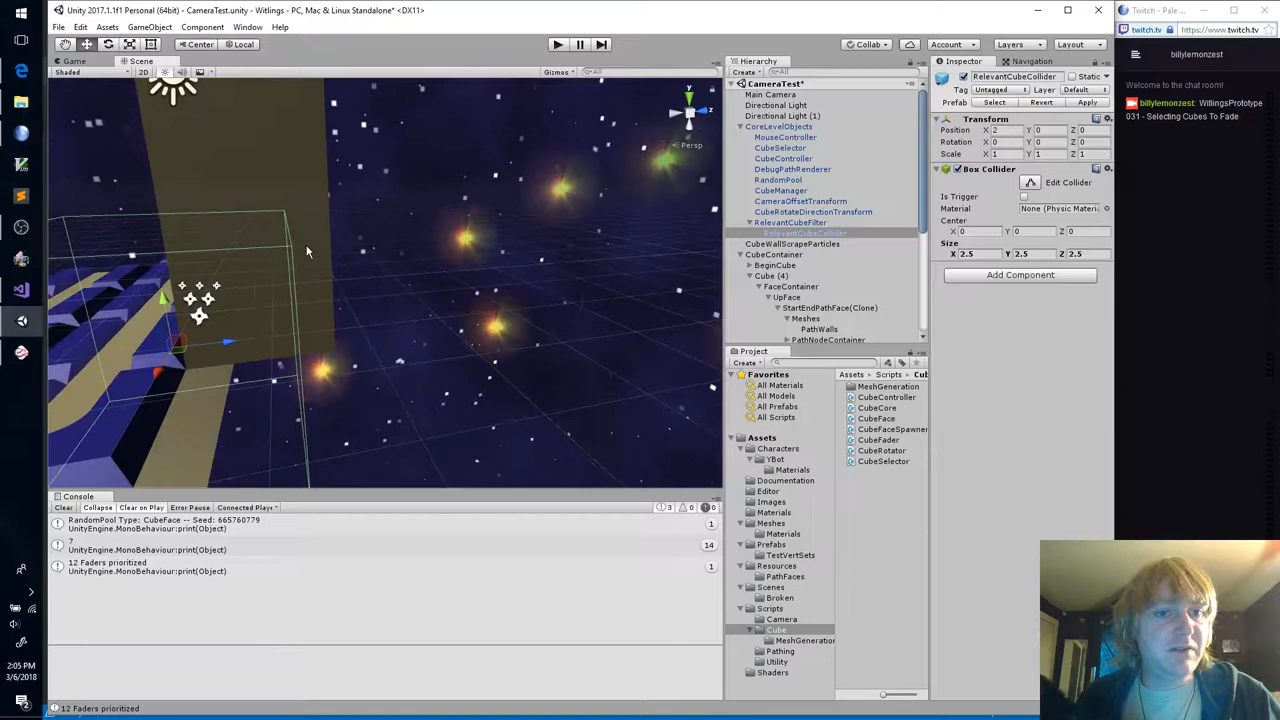 Unity 2017.1.1f1 Personal (64bit) - CameraTest.unity - Witlings - PC, Mac & Linux Standalone* <DX11>
Twitch - Pale
File Edit Assets GameObject Component Window Help
twitch.tv https://www.twitch.tv
Center Local Collab Account Layers Layout
billylemonzest
Game Scene
Hierarchy
Inspector Navigation
Shaded 2D Gizmos All
Create All
RelevantCubeCollider Static
CameraTest*
Tag Untagged Layer Default
Welcome to the chat room!
Main Camera
Prefab Select Revert Apply
billylemonzest: WitlingsPrototype
Directional Light
031 - Selecting Cubes To Fade
Directional Light (1)
Transform
CoreLevelObjects
Position X 2 Y 0 Z 0
MouseController
Rotation X 0 Y 0 Z 0
CubeSelector
Scale X 1 Y 1 Z 1
CubeController
Box Collider
DebugPathRenderer
Edit Collider
RandomPool
Is Trigger
CubeManager
Material None (Physic Materi
CameraOffsetTransform
Center
CubeRotateDirectionTransform
X 0 Y 0 Z 0
RelevantCubeFilter
Size
RelevantCubeCollider
X 2.5 Y 2.5 Z 2.5
CubeWallScrapeParticles
CubeContainer
Add Component
BeginCube
Cube (4)
FaceContainer
UpFace
StartEndPathFace(Clone)
Meshes
PathWalls
PathNodeContainer
y
z
Persp
Project
Create
Favorites
All Materials
All Models
All Prefabs
All Scripts
Assets
Characters
YBot
Materials
Documentation
Editor
Images
Materials
Meshes
Materials
Prefabs
TestVertSets
Resources
PathFaces
Scenes
Broken
Scripts
Camera
Cube
MeshGeneration
Pathing
Utility
Shaders
Assets Scripts Cub
MeshGeneration
CubeController
CubeCore
CubeFace
CubeFaceSpawner
CubeFader
CubeRotator
CubeSelector
Console
Clear Collapse Clear on Play Error Pause Connected Play 3 0 0
RandomPool Type: CubeFace -- Seed: 665760779
UnityEngine.MonoBehaviour:print(Object) 1
7
UnityEngine.MonoBehaviour:print(Object) 14
12 Faders prioritized
UnityEngine.MonoBehaviour:print(Object) 1
12 Faders prioritized
2:05 PM
3/6/2018
2